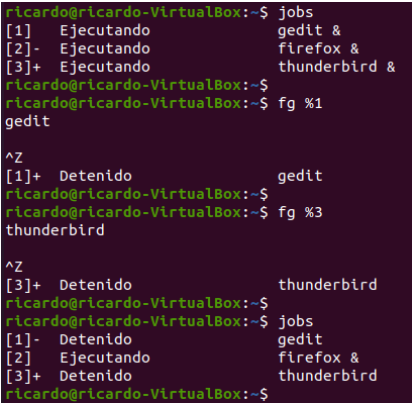 ricardo@ricardo-VirtualBox:~$ jobs
[1]   Ejecutando              gedit &
[2]-  Ejecutando              firefox &
[3]+  Ejecutando              thunderbird &
ricardo@ricardo-VirtualBox:~$
ricardo@ricardo-VirtualBox:~$ fg %1
gedit
^Z
[1]+  Detenido                gedit
ricardo@ricardo-VirtualBox:~$
ricardo@ricardo-VirtualBox:~$ fg %3
thunderbird
^Z
[3]+  Detenido                thunderbird
ricardo@ricardo-VirtualBox:~$
ricardo@ricardo-VirtualBox:~$ jobs
[1]-  Detenido                gedit
[2]   Ejecutando              firefox &
[3]+  Detenido                thunderbird
ricardo@ricardo-VirtualBox:~$